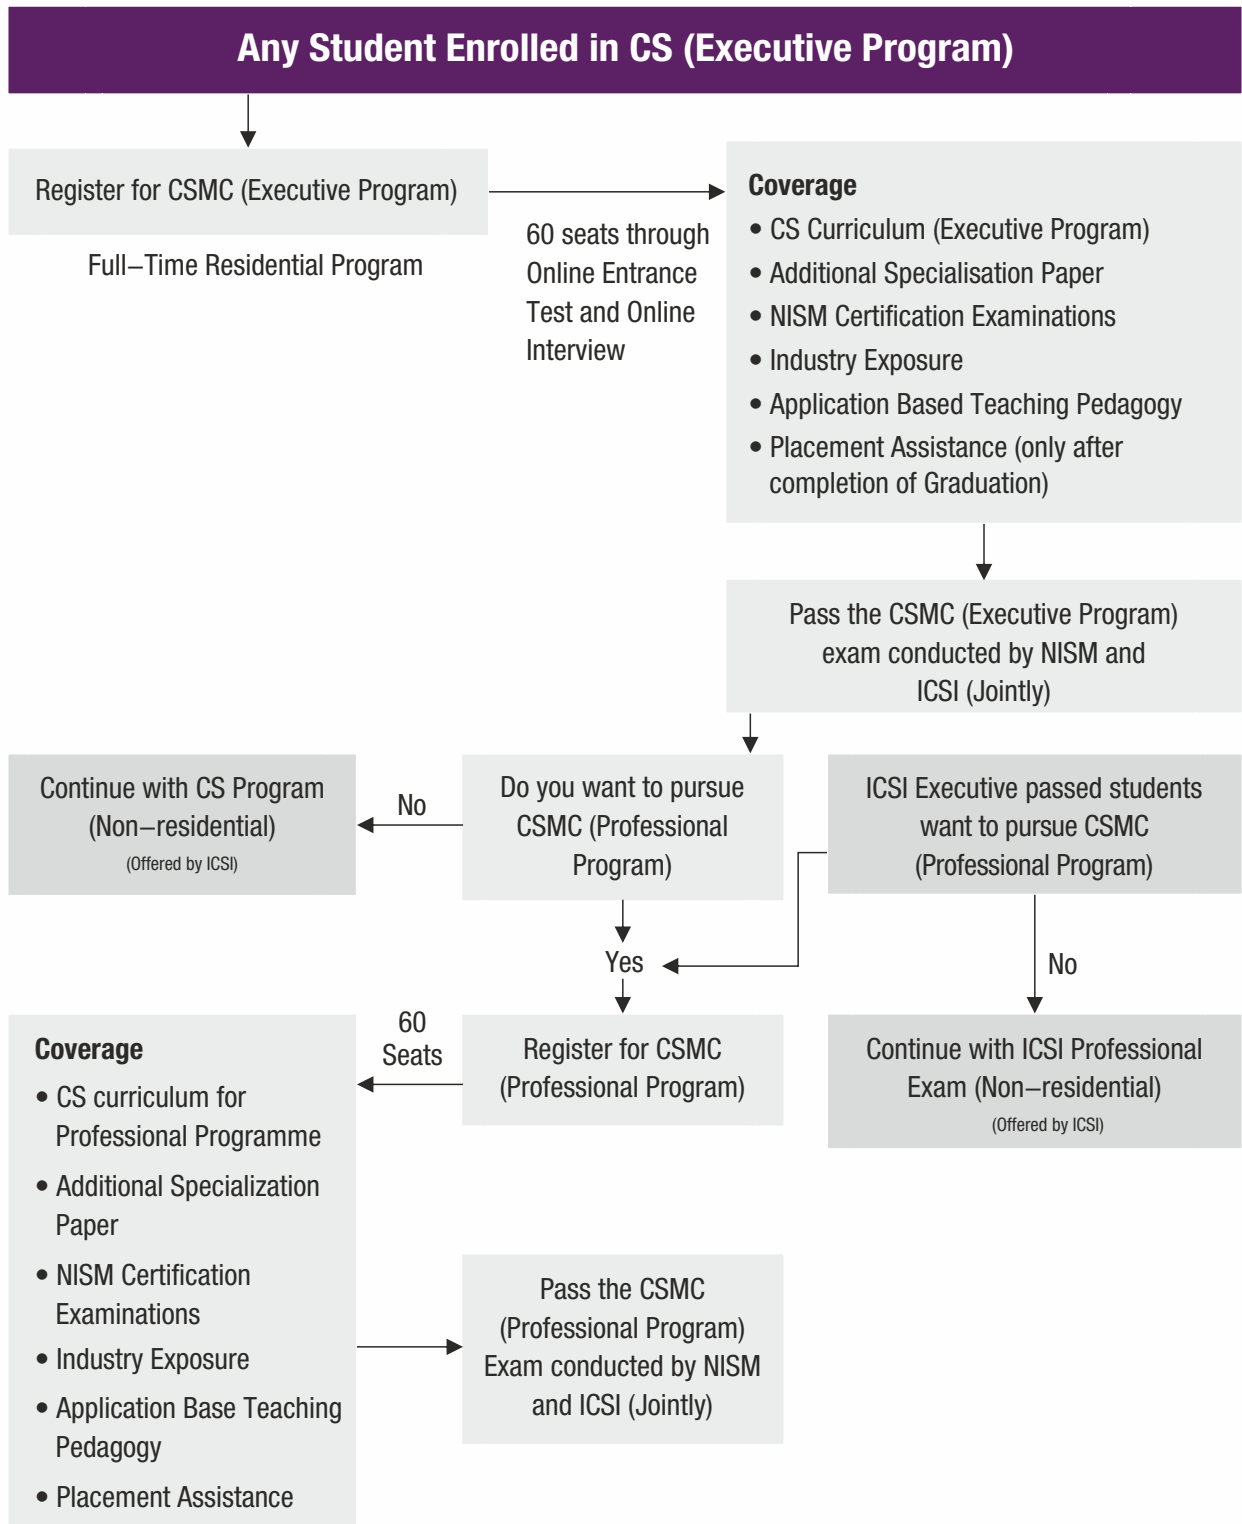 Any Student Enrolled in CS (Executive Program)
Register for CSMC (Executive Program)
Full–Time Residential Program
60 seats through
Online Entrance
Test and Online
Interview
Coverage
• CS Curriculum (Executive Program)
• Additional Specialisation Paper
• NISM Certification Examinations
• Industry Exposure
• Application Based Teaching Pedagogy
• Placement Assistance (only after
completion of Graduation)
Pass the CSMC (Executive Program)
exam conducted by NISM and
ICSI (Jointly)
Continue with CS Program
(Non–residential)
(Offered by ICSI)
No
Do you want to pursue
CSMC (Professional
Program)
ICSI Executive passed students
want to pursue CSMC
(Professional Program)
Yes
No
Register for CSMC
(Professional Program)
60
Seats
Continue with ICSI Professional
Exam (Non–residential)
(Offered by ICSI)
Coverage
• CS curriculum for
Professional Programme
• Additional Specialization
Paper
• NISM Certification
Examinations
• Industry Exposure
• Application Base Teaching
Pedagogy
• Placement Assistance
Pass the CSMC
(Professional Program)
Exam conducted by NISM
and ICSI (Jointly)